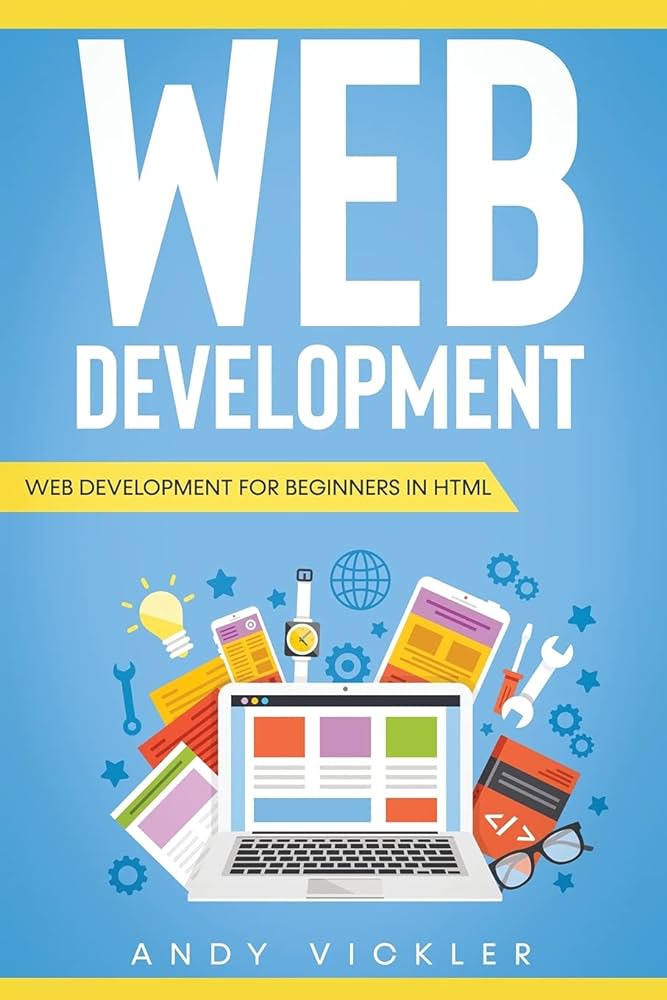 WEB
DEVELOPMENT
WEB DEVELOPMENT FOR BEGINNERS IN HTML
</>
ANDY VICKLER